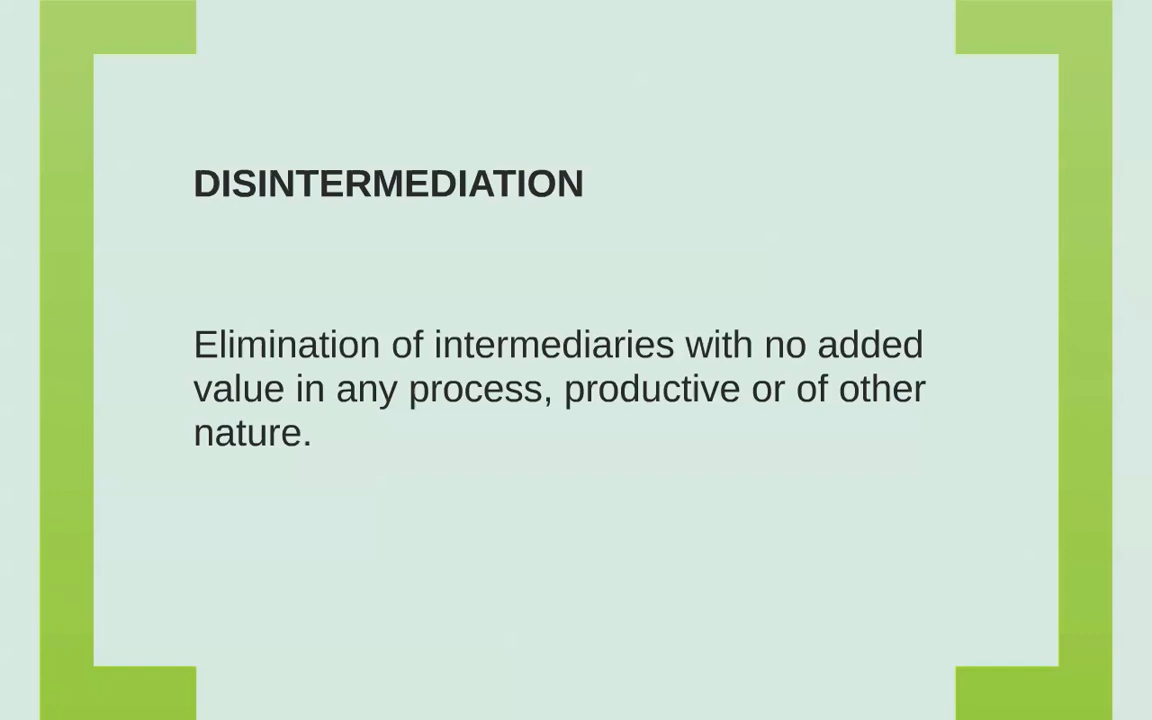 DISINTERMEDIATION
Elimination of intermediaries with no added
value in any process, productive or of other
nature.